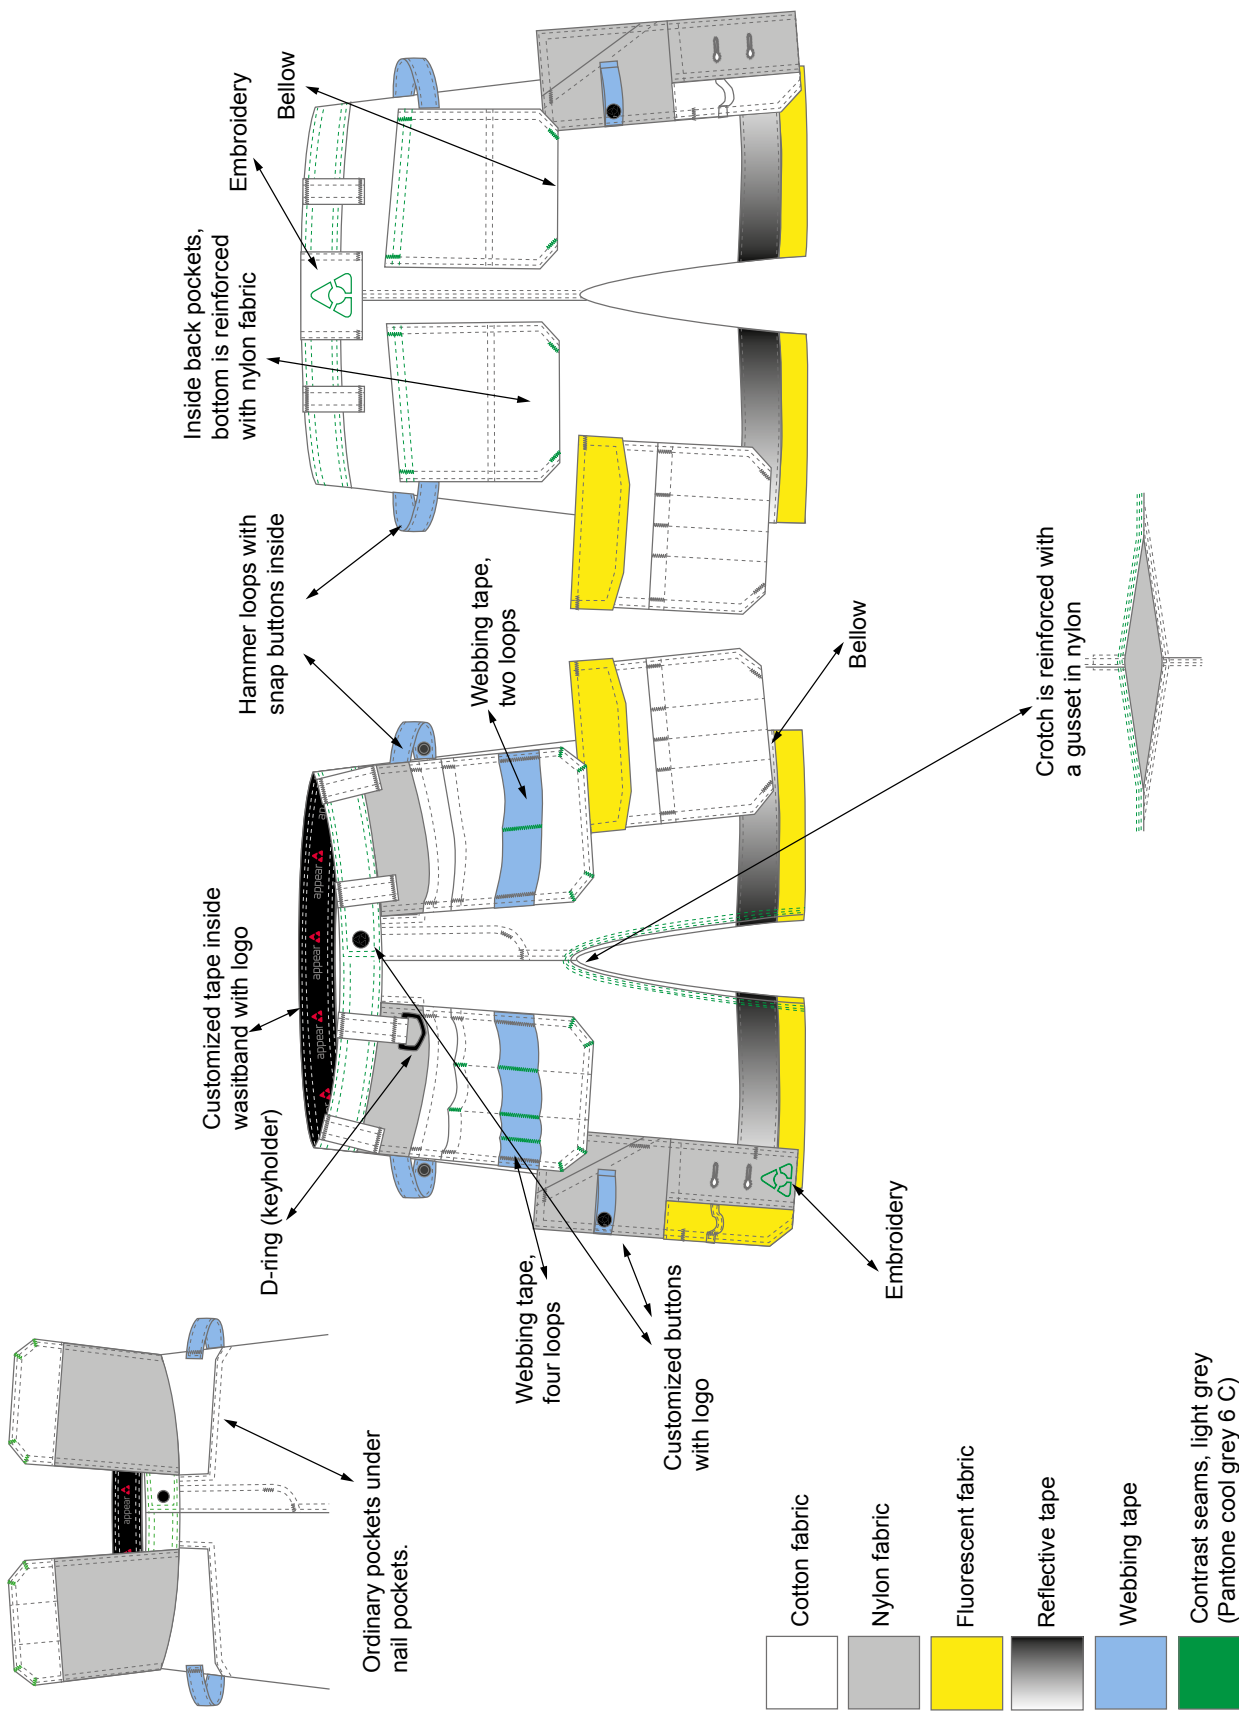 Ordinary pockets under
nail pockets.
appear
D-ring (keyholder)
Customized tape inside
wasitband with logo
appear
appear
appear
ap
Hammer loops with
snap buttons inside
Inside back pockets,
bottom is reinforced
with nylon fabric
Embroidery
Bellow
Webbing tape,
four loops
Customized buttons
with logo
Embroidery
Webbing tape,
two loops
Bellow
Crotch is reinforced with
a gusset in nylon
Cotton fabric
Nylon fabric
Fluorescent fabric
Reflective tape
Webbing tape
Contrast seams, light grey
(Pantone cool grey 6 C)